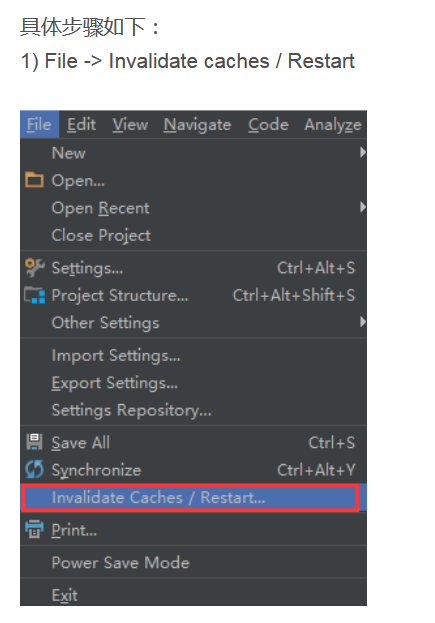 具体步骤如下：
1) File -> Invalidate caches / Restart
File Edit View Navigate Code Analyze
New
Open...
Open Recent
Close Project
Settings... Ctrl+Alt+S
Project Structure... Ctrl+Alt+Shift+S
Other Settings
Import Settings...
Export Settings...
Settings Repository...
Save All Ctrl+S
Synchronize Ctrl+Alt+Y
Invalidate Caches / Restart...
Print...
Power Save Mode
Exit